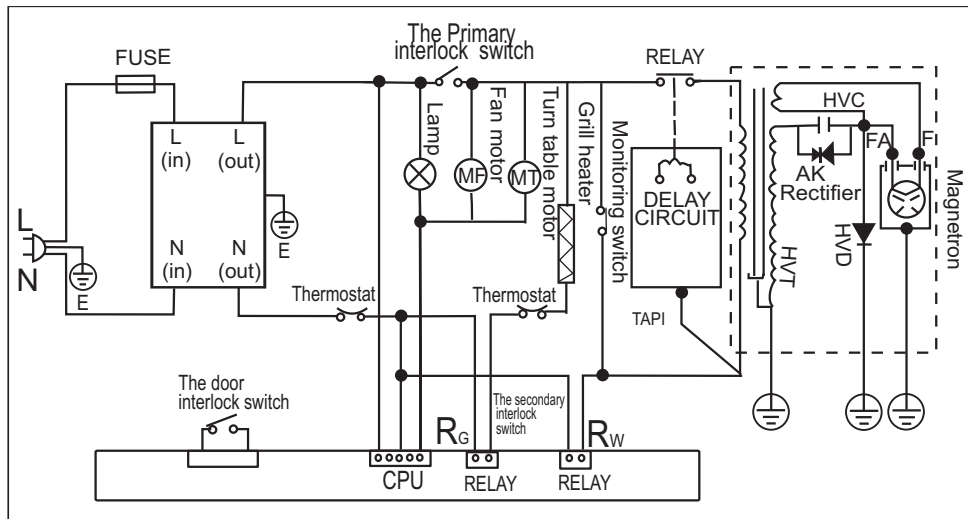 The Primary
interlock switch
RELAY
FUSE
L
(in)
L
(out)
Lamp
Fan motor
Turn table motor
Grill heater
Monitoring switch
HVC
FA
F
AK
Rectifier
Magnetron
MF
MT
DELAY
CIRCUIT
L
N
E
N
(in)
N
(out)
E
HVT
HVD
Thermostat
Thermostat
TAPI
The door
interlock switch
The secondary
interlock
switch
RG
RW
CPU
RELAY
RELAY